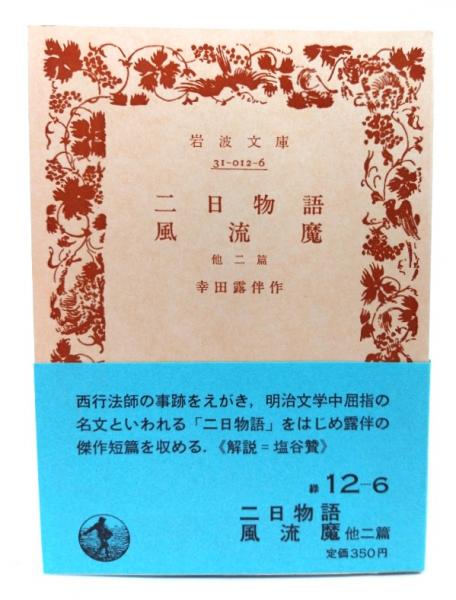 岩波文庫
31-012-6
二日物語
風流魔
他二篇
幸田露伴作
西行法師の事跡をえがき，明治文学中屈指の
名文といわれる「二日物語」をはじめ露伴の
傑作短篇を収める．《解説＝塩谷贊》
緑 12-6
二日物語
風流魔 他二篇
定価350円